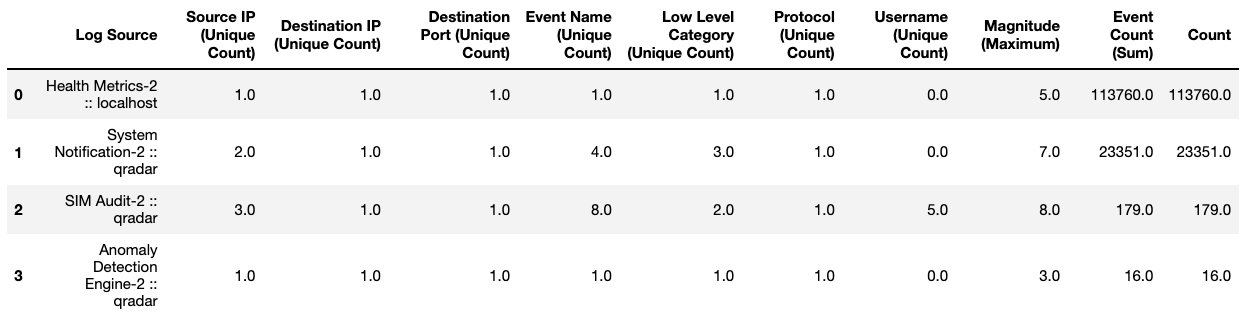 Log Source Source IP (Unique Count) Destination IP (Unique Count) Destination Port (Unique Count) Event Name (Unique Count) Low Level Category (Unique Count) Protocol (Unique Count) Username (Unique Count) Magnitude (Maximum) Event Count (Sum) Count
0 Health Metrics-2 :: localhost 1.0 1.0 1.0 1.0 1.0 1.0 0.0 5.0 113760.0 113760.0
1 System Notification-2 :: qradar 2.0 1.0 1.0 4.0 3.0 1.0 0.0 7.0 23351.0 23351.0
2 SIM Audit-2 :: qradar 3.0 1.0 1.0 8.0 2.0 1.0 5.0 8.0 179.0 179.0
3 Anomaly Detection Engine-2 :: qradar 1.0 1.0 1.0 1.0 1.0 1.0 0.0 3.0 16.0 16.0